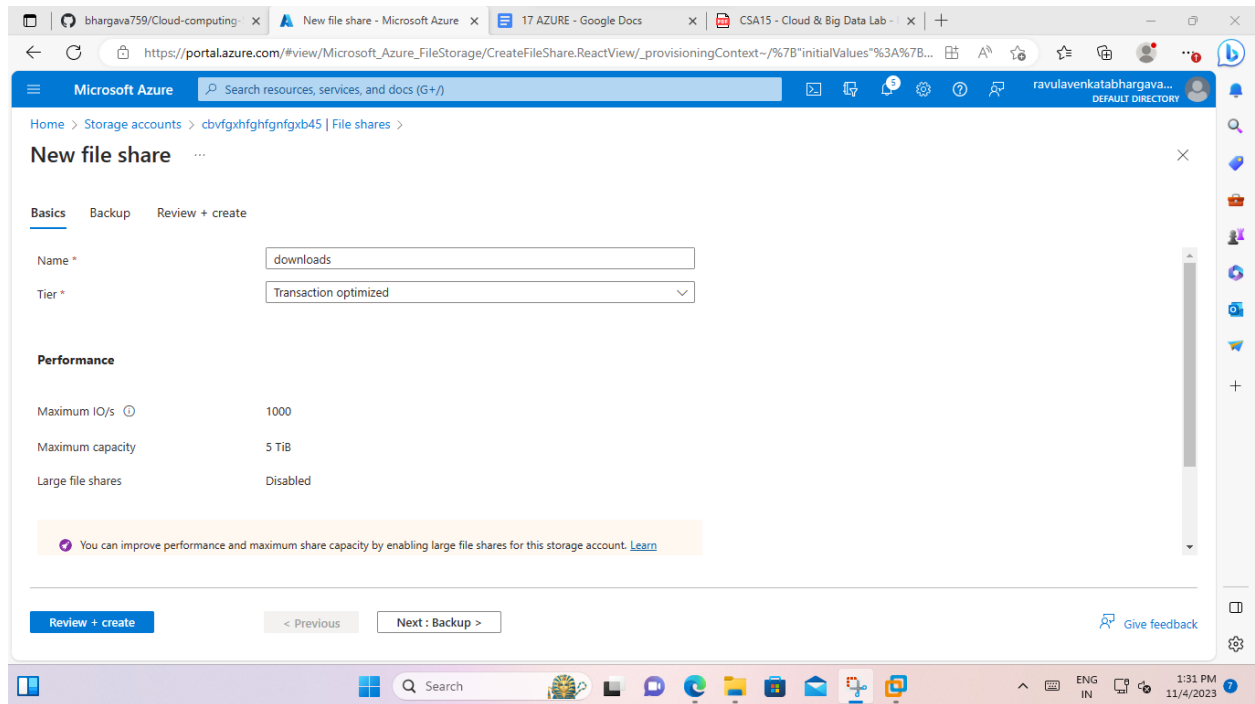 bhargava759/Cloud-computing-
New file share - Microsoft Azure
17 AZURE - Google Docs
CSA15 - Cloud & Big Data Lab -
https://portal.azure.com/#view/Microsoft_Azure_FileStorage/CreateFileShare.ReactView/_provisioningContext~/%7B"initialValues"%3A%7B...
Microsoft Azure
Search resources, services, and docs (G+/)
5
ravulavenkatabhargava...
DEFAULT DIRECTORY
Home > Storage accounts > cbvfgxhfghfgnfgxb45 | File shares >
New file share ...
Basics Backup Review + create
Name * downloads
Tier * Transaction optimized
Performance
Maximum IO/s 1000
Maximum capacity 5 TiB
Large file shares Disabled
You can improve performance and maximum share capacity by enabling large file shares for this storage account. Learn
Review + create < Previous Next : Backup > Give feedback
Search
ENG
IN
1:31 PM
11/4/2023
7